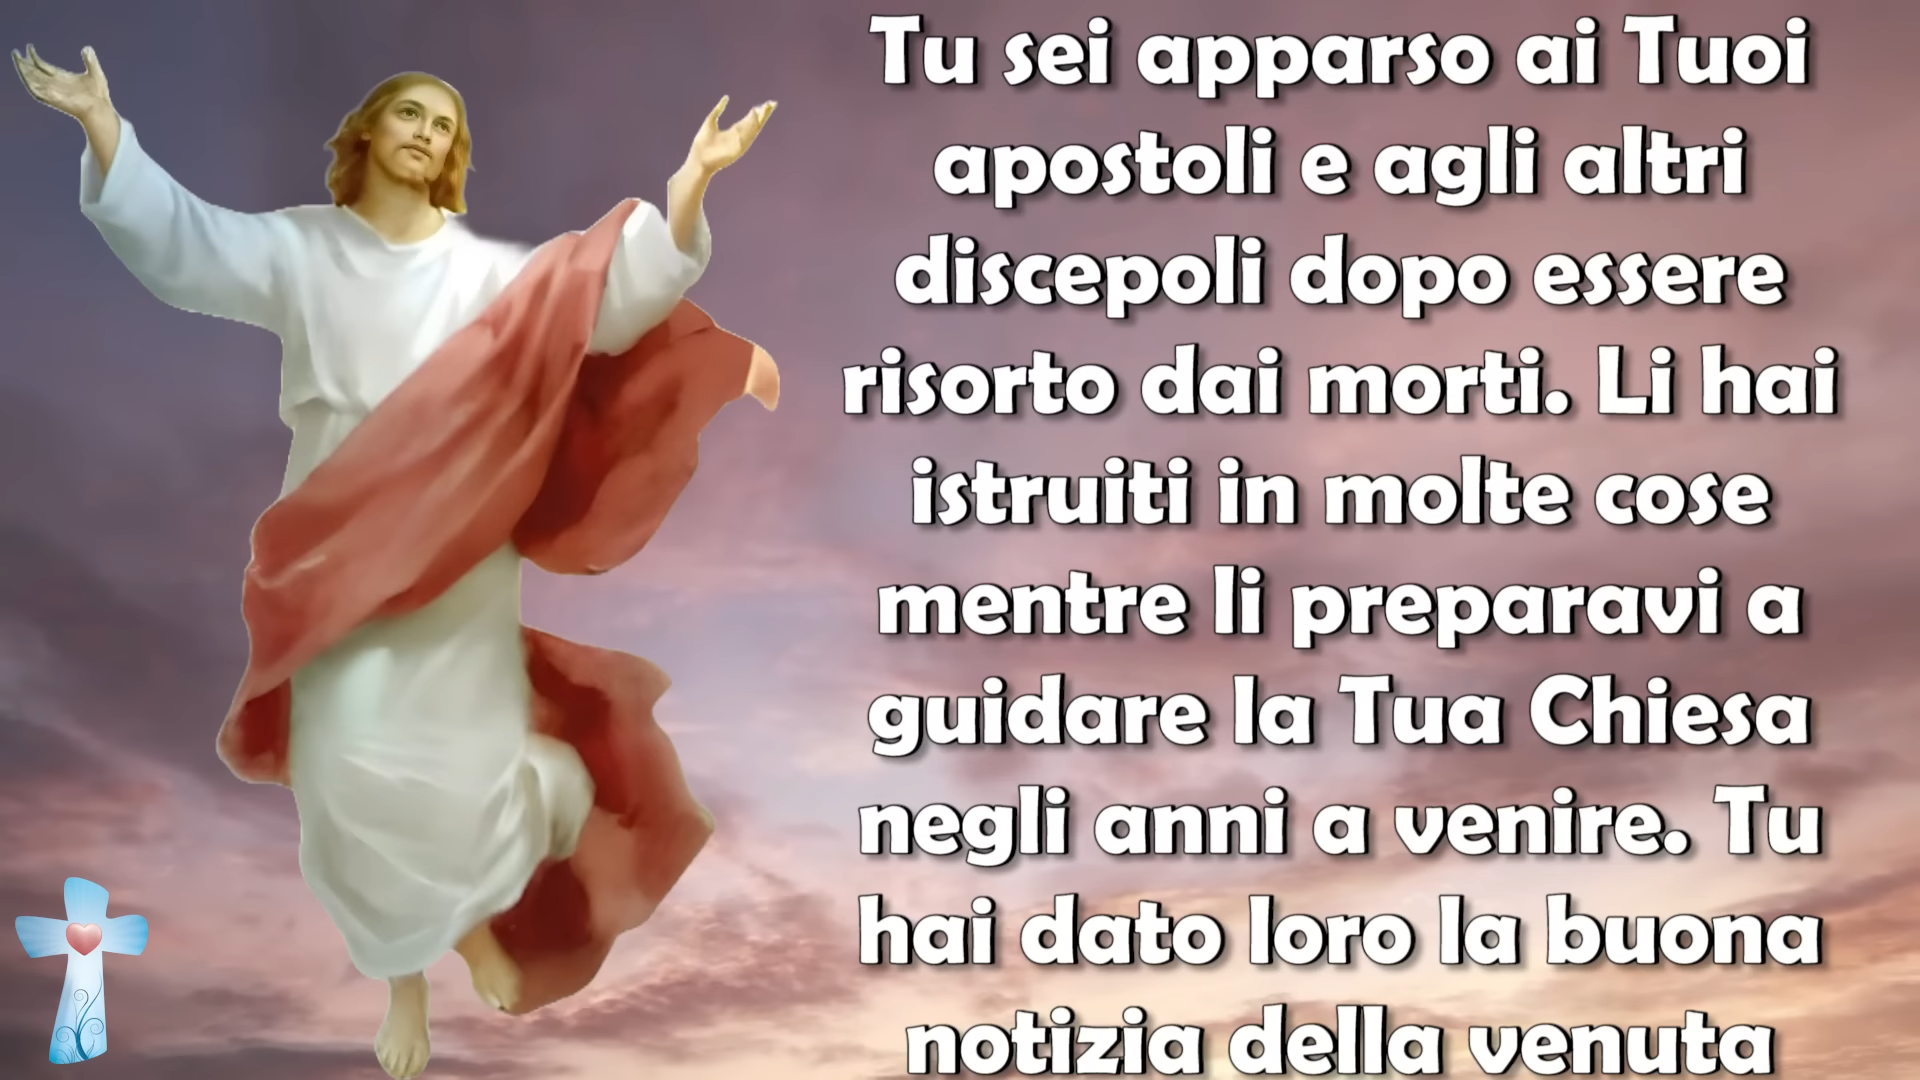 Tu sei apparso ai Tuoi
apostoli e agli altri
discepoli dopo essere
risorto dai morti. Li hai
istruiti in molte cose
mentre li preparavi a
guidare la Tua Chiesa
negli anni a venire. Tu
hai dato loro la buona
notizia della venuta